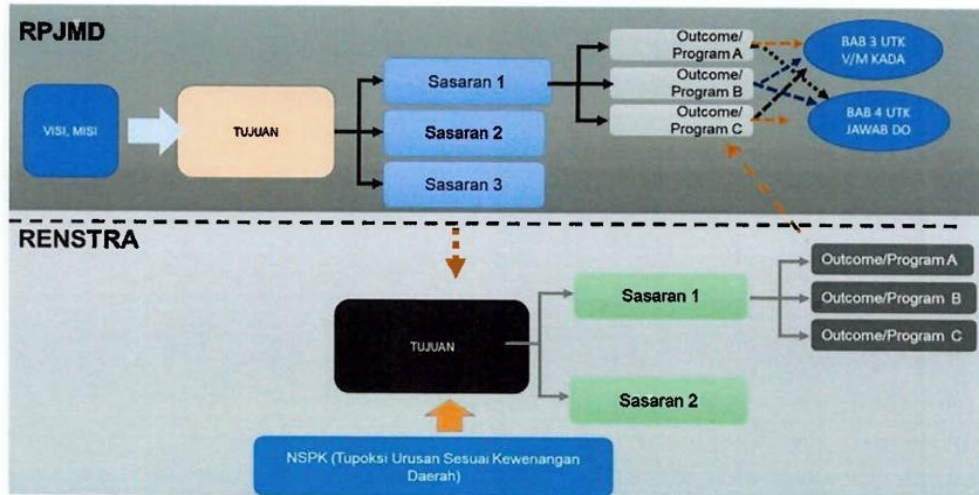 RPJMD
VISI, MISI
TUJUAN
Sasaran 1
Sasaran 2
Sasaran 3
Outcome/
Program A
Outcome/
Program B
Outcome/
Program C
BAB 3 UTK
V/M KADA
BAB 4 UTK
JAWAB DO
RENSTRA
TUJUAN
Sasaran 1
Sasaran 2
Outcome/Program A
Outcome/Program B
Outcome/Program C
NSPK (Tupoksi Urusan Sesuai Kewenangan
Daerah)